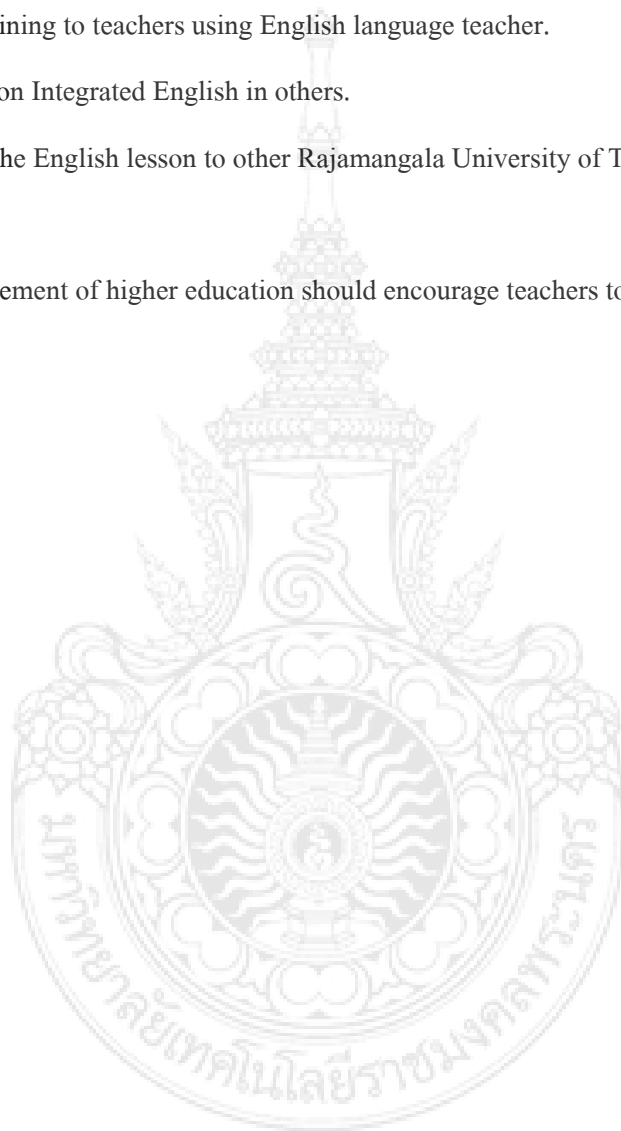 ining to teachers using English language teacher.
on Integrated English in others.
he English lesson to other Rajamangala University of T
ement of higher education should encourage teachers to
มหาวิทยาลัยเทคโนโลยีราชมงคลพระนคร